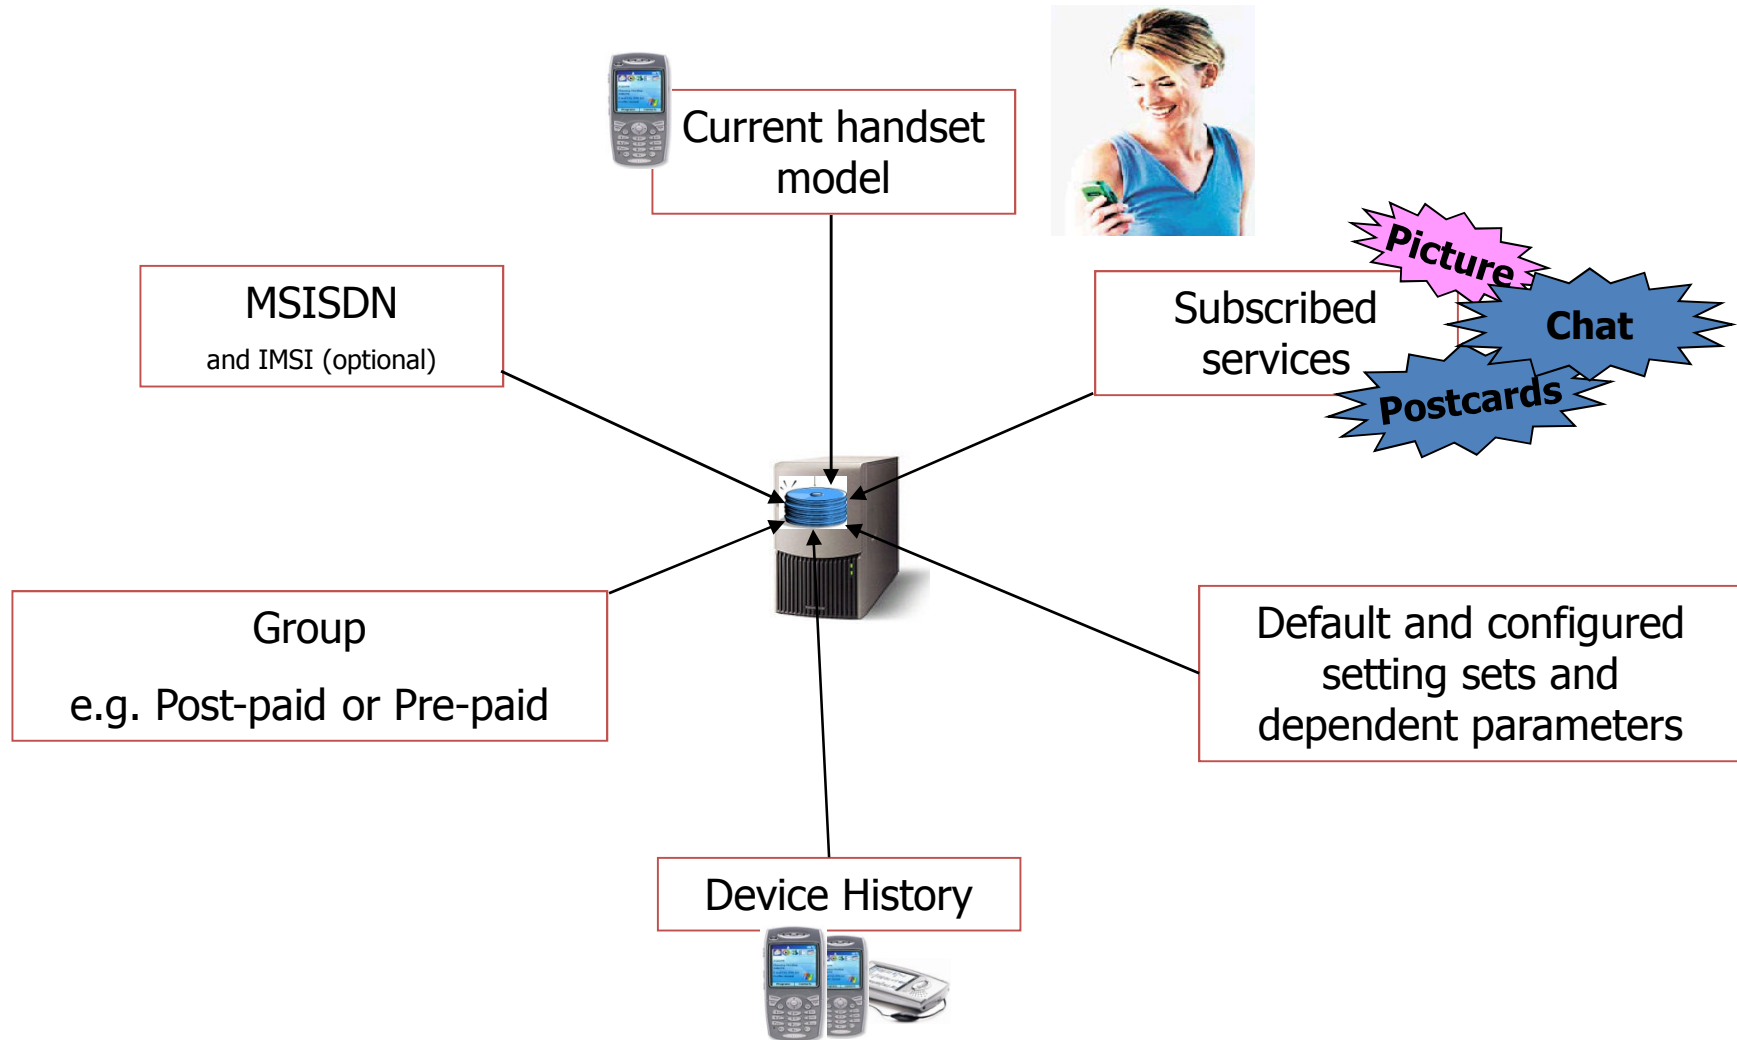 Current handset
model
MSISDN
and IMSI (optional)
Subscribed
services
Picture
Chat
Postcards
Group
e.g. Post-paid or Pre-paid
Default and configured
setting sets and
dependent parameters
Device History